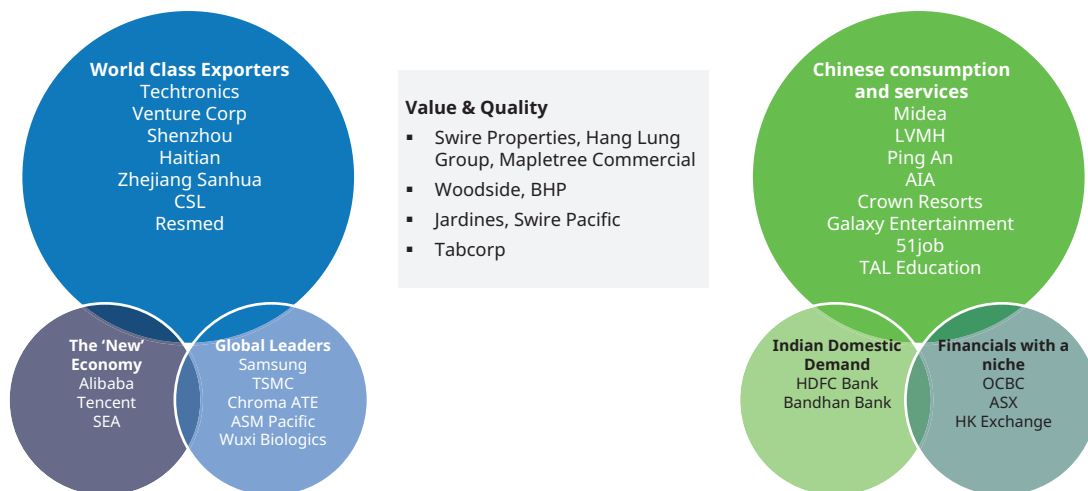 World Class Exporters
Techtronics
Venture Corp
Shenzhou
Haitian
Zhejiang Sanhua
CSL
Resmed
The ‘New’
Economy
Alibaba
Tencent
SEA
Global Leaders
Samsung
TSMC
Chroma ATE
ASM Pacific
Wuxi Biologics
Value & Quality
▪ Swire Properties, Hang Lung
Group, Mapletree Commercial
▪ Woodside, BHP
▪ Jardines, Swire Pacific
▪ Tabcorp
Chinese consumption
and services
Midea
LVMH
Ping An
AIA
Crown Resorts
Galaxy Entertainment
51job
TAL Education
Indian Domestic
Demand
HDFC Bank
Bandhan Bank
Financials with a
niche
OCBC
ASX
HK Exchange